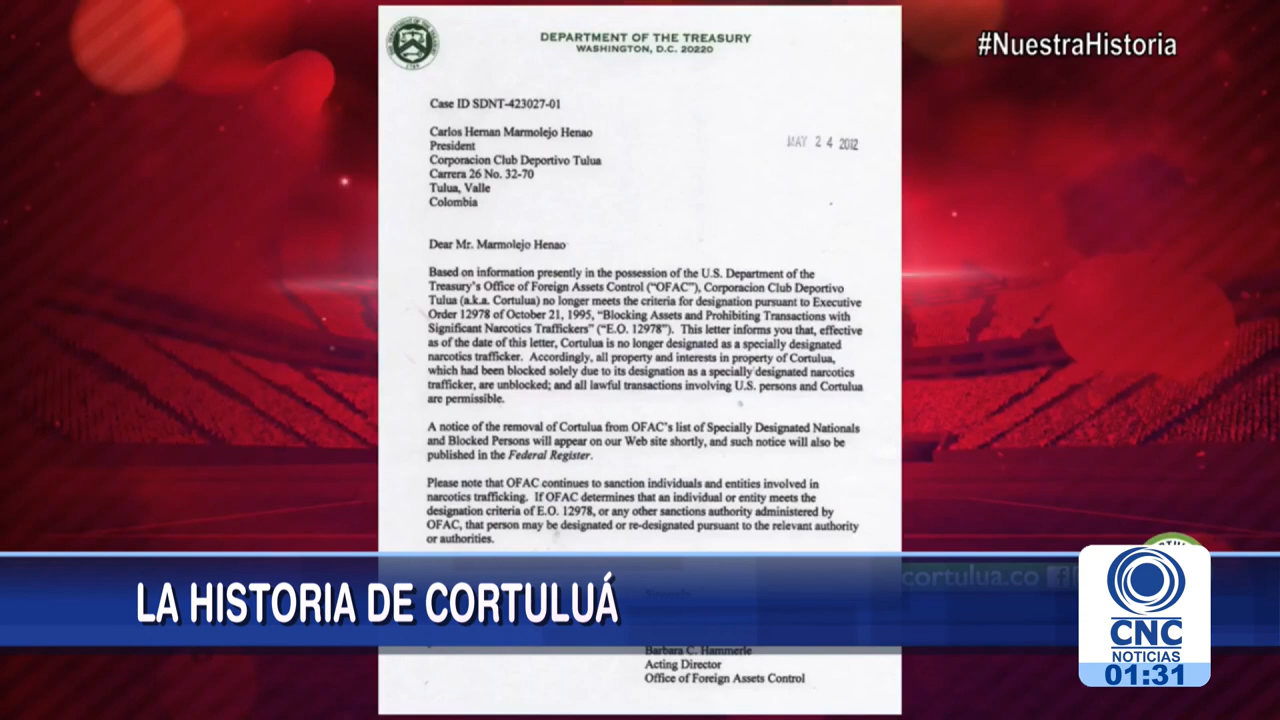 DEPARTMENT OF THE TREASURY
WASHINGTON, D.C. 20220
#NuestraHistoria
Case ID SDNT-423027-01
MAY 24 2012
Carlos Hernan Marmolejo Henao
President
Corporacion Club Deportivo Tulua
Carrera 26 No. 32-70
Tulua, Valle
Colombia
Dear Mr. Marmolejo Henao
Based on information presently in the possession of the U.S. Department of the
Treasury's Office of Foreign Assets Control ("OFAC"), Corporacion Club Deportivo
Tulua (a.k.a. Cortulua) no longer meets the criteria for designation pursuant to Executive
Order 12978 of October 21, 1995, "Blocking Assets and Prohibiting Transactions with
Significant Narcotics Traffickers" ("E.O. 12978"). This letter informs you that, effective
as of the date of this letter, Cortulua is no longer designated as a specially designated
narcotics trafficker. Accordingly, all property and interests in property of Cortulua,
which had been blocked solely due to its designation as a specially designated narcotics
trafficker, are unblocked; and all lawful transactions involving U.S. persons and Cortulua
are permissible.
A notice of the removal of Cortulua from OFAC's list of Specially Designated Nationals
and Blocked Persons will appear on our Web site shortly, and such notice will also be
published in the Federal Register.
Please note that OFAC continues to sanction individuals and entities involved in
narcotics trafficking. If OFAC determines that an individual or entity meets the
designation criteria of E.O. 12978, or any other sanctions authority administered by
OFAC, that person may be designated or re-designated pursuant to the relevant authority
or authorities.
cortulua.co
LA HISTORIA DE CORTULUÁ
Barbara C. Hammerle
Acting Director
Office of Foreign Assets Control
CNC
NOTICIAS
01:31